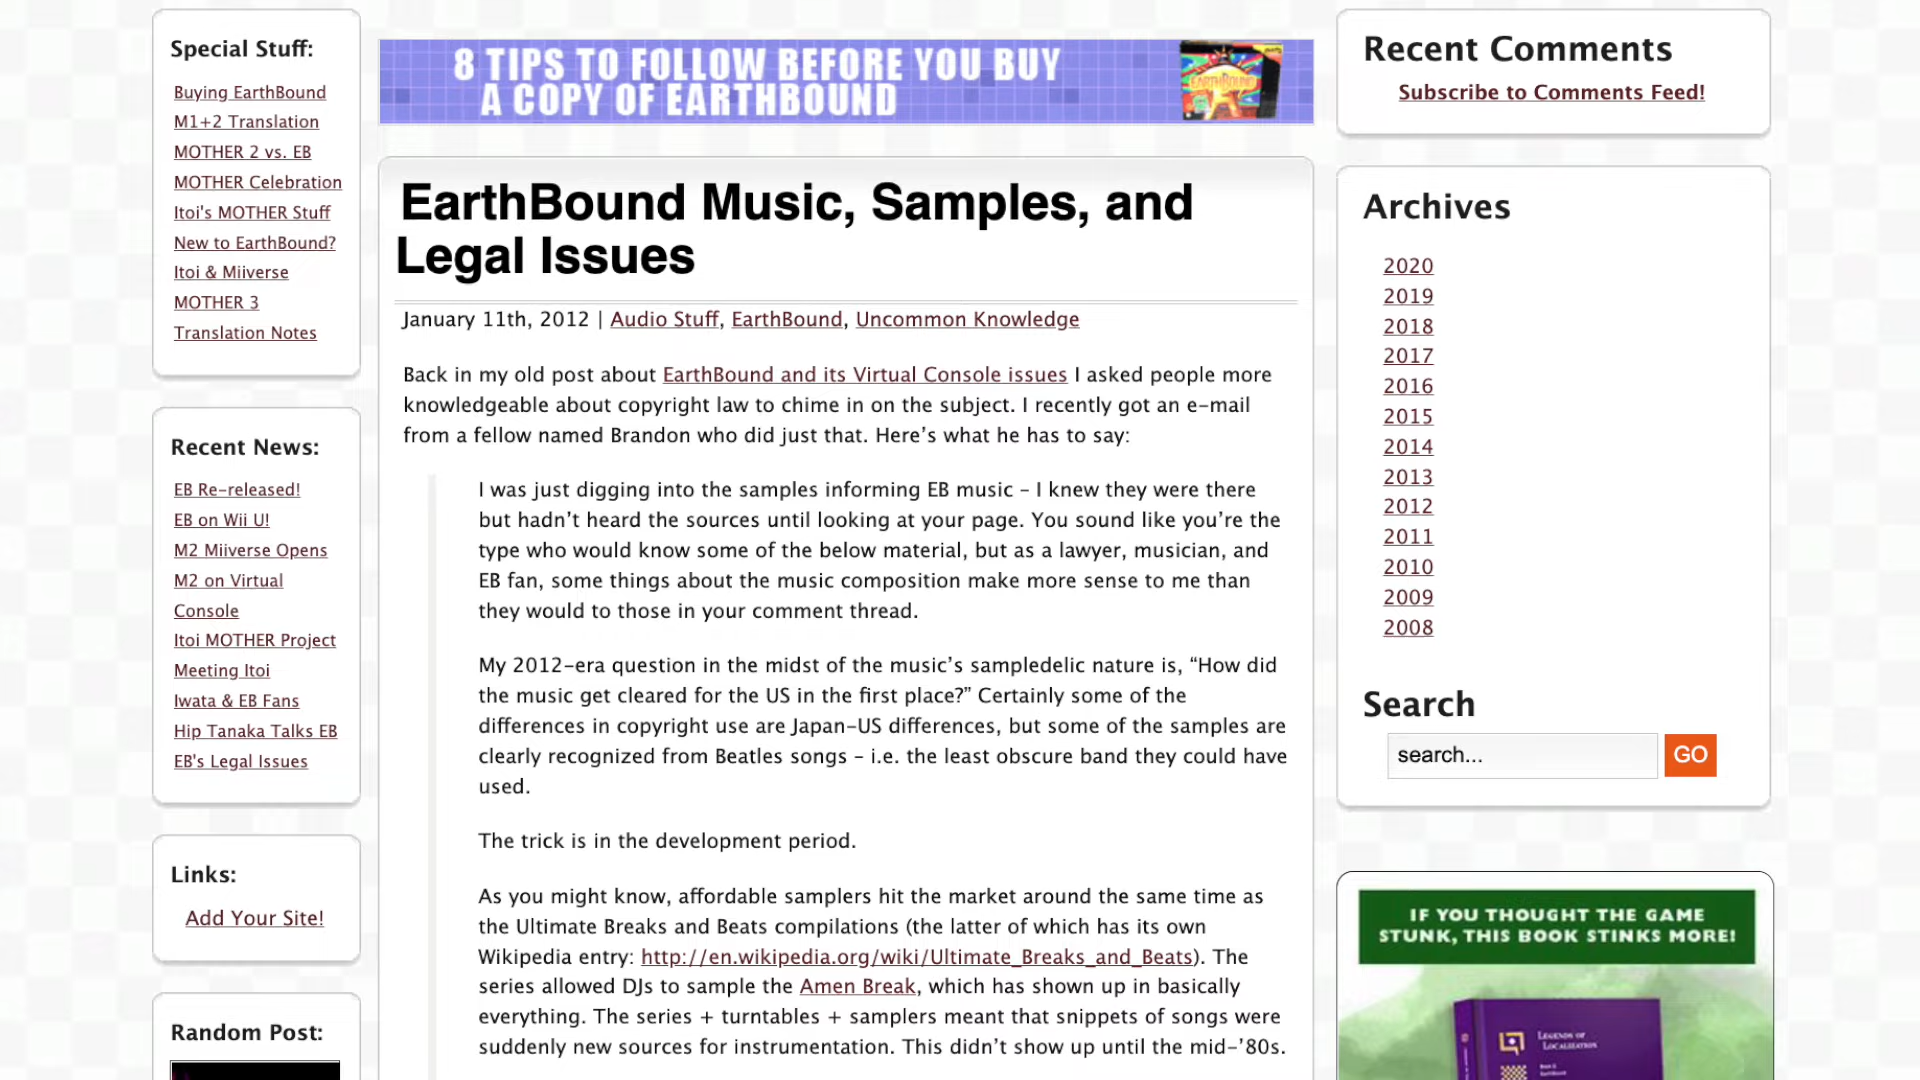 Special Stuff:
Buying EarthBound
M1+2 Translation
MOTHER 2 vs. EB
MOTHER Celebration
Itoi's MOTHER Stuff
New to EarthBound?
Itoi & Miiverse
MOTHER 3
Translation Notes
Recent News:
EB Re-released!
EB on Wii U!
M2 Miiverse Opens
M2 on Virtual
Console
Itoi MOTHER Project
Meeting Itoi
Iwata & EB Fans
Hip Tanaka Talks EB
EB's Legal Issues
Links:
Add Your Site!
Random Post:
8 TIPS TO FOLLOW BEFORE YOU BUY
A COPY OF EARTHBOUND
EARTHBOUND
EarthBound Music, Samples, and
Legal Issues
January 11th, 2012 | Audio Stuff, EarthBound, Uncommon Knowledge
Back in my old post about EarthBound and its Virtual Console issues I asked people more
knowledgeable about copyright law to chime in on the subject. I recently got an e-mail
from a fellow named Brandon who did just that. Here’s what he has to say:
I was just digging into the samples informing EB music – I knew they were there
but hadn’t heard the sources until looking at your page. You sound like you’re the
type who would know some of the below material, but as a lawyer, musician, and
EB fan, some things about the music composition make more sense to me than
they would to those in your comment thread.
My 2012-era question in the midst of the music’s sampledelic nature is, “How did
the music get cleared for the US in the first place?” Certainly some of the
differences in copyright use are Japan-US differences, but some of the samples are
clearly recognized from Beatles songs – i.e. the least obscure band they could have
used.
The trick is in the development period.
As you might know, affordable samplers hit the market around the same time as
the Ultimate Breaks and Beats compilations (the latter of which has its own
Wikipedia entry: http://en.wikipedia.org/wiki/Ultimate_Breaks_and_Beats). The
series allowed DJs to sample the Amen Break, which has shown up in basically
everything. The series + turntables + samplers meant that snippets of songs were
suddenly new sources for instrumentation. This didn’t show up until the mid-’80s.
Recent Comments
Subscribe to Comments Feed!
Archives
2020
2019
2018
2017
2016
2015
2014
2013
2012
2011
2010
2009
2008
Search
search...
GO
IF YOU THOUGHT THE GAME
STUNK, THIS BOOK STINKS MORE!
LEGENDS OF
LOCALIZATION